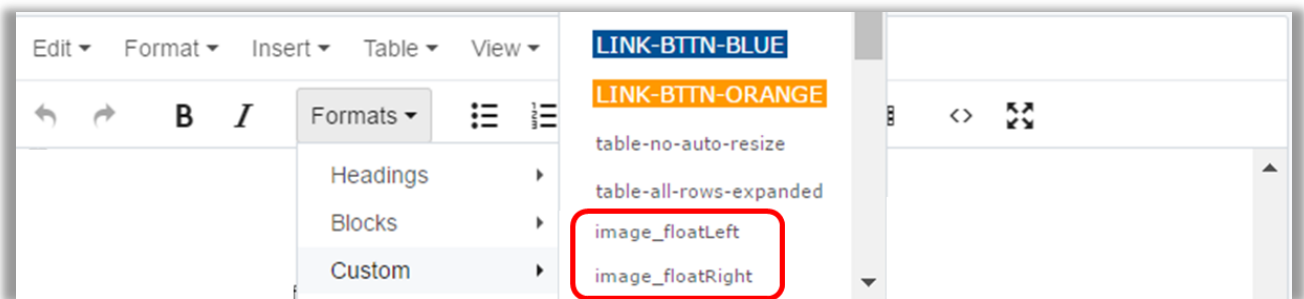 Edit Format Insert Table View
B I Formats
Headings
Blocks
Custom
LINK-BTTN-BLUE
LINK-BTTN-ORANGE
table-no-auto-resize
table-all-rows-expanded
image_floatLeft
image_floatRight